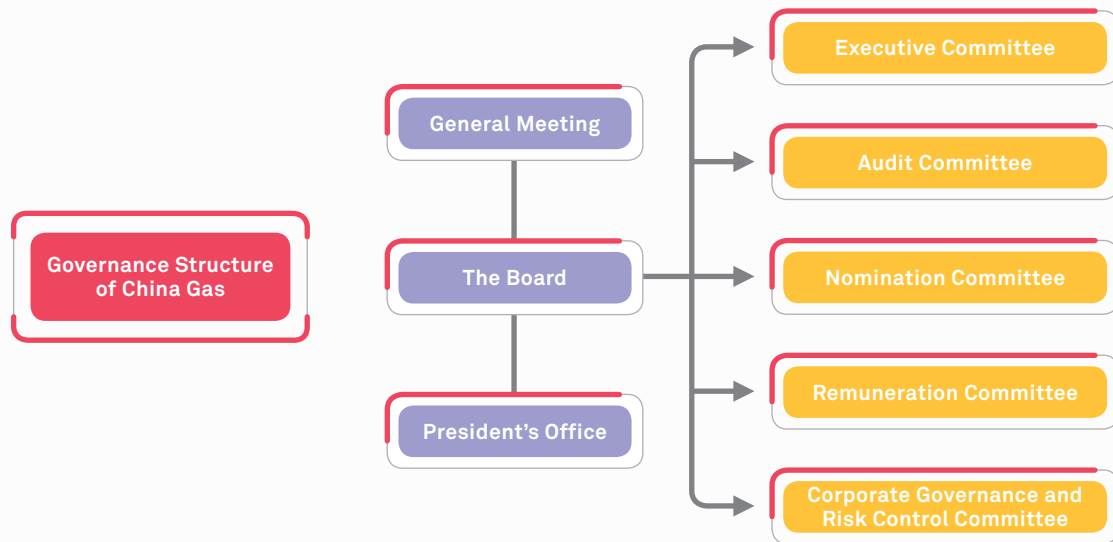 Governance Structure
of China Gas
General Meeting
The Board
President’s Office
Executive Committee
Audit Committee
Nomination Committee
Remuneration Committee
Corporate Governance and
Risk Control Committee